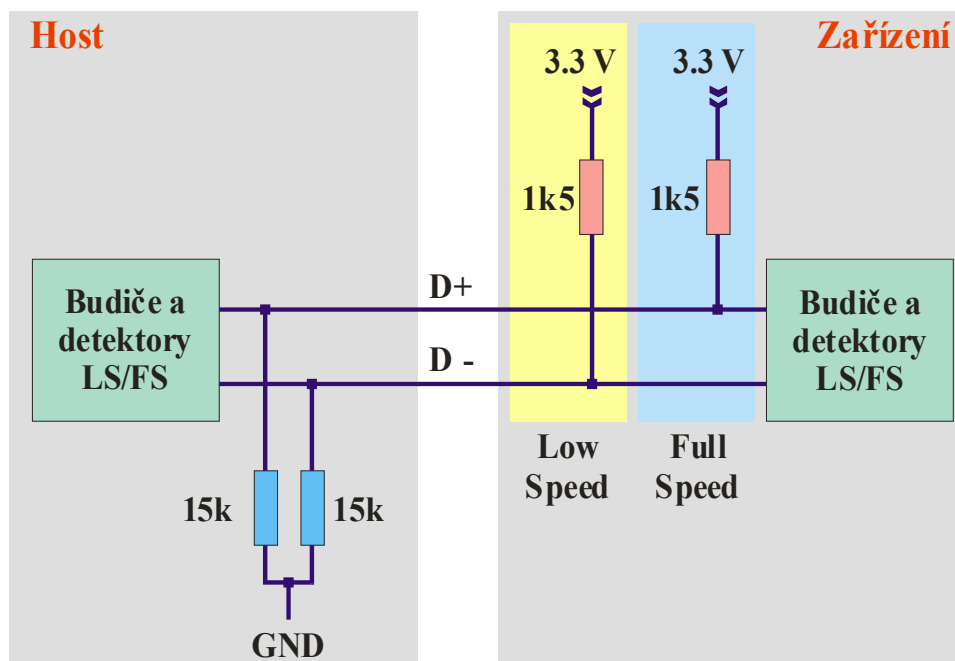 Host
Zařízení
3.3 V
3.3 V
1k5
1k5
Budiče a
detektory
LS/FS
D+
D -
Budiče a
detektory
LS/FS
Low
Speed
Full
Speed
15k
15k
GND